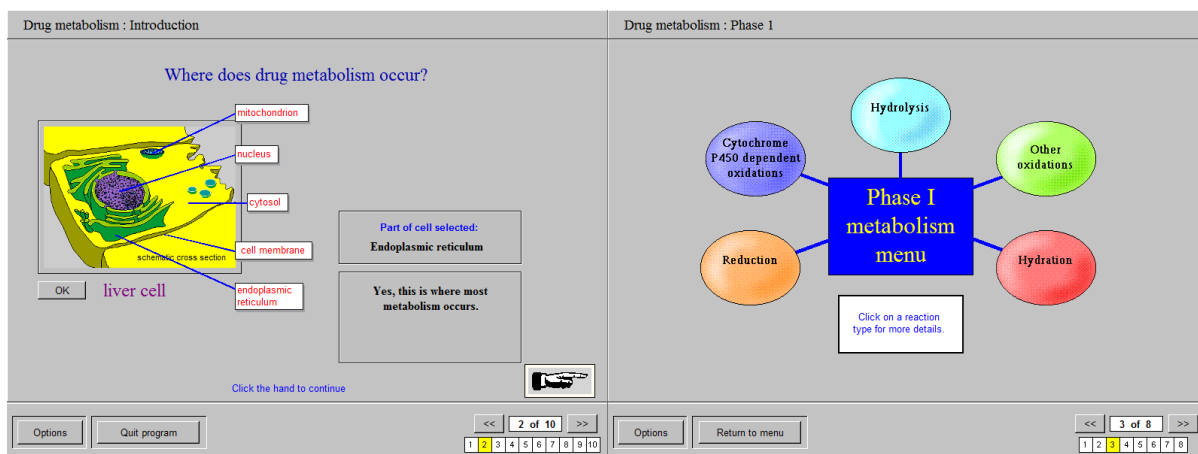 Drug metabolism : Introduction
Where does drug metabolism occur?
mitochondrion
nucleus
cytosol
cell membrane
schematic cross section
endoplasmic
reticulum
OK
liver cell
Part of cell selected:
Endoplasmic reticulum
Yes, this is where most
metabolism occurs.
Click the hand to continue
Options
Quit program
<<
2 of 10
>>
1 2 3 4 5 6 7 8 9 10
Drug metabolism : Phase 1
Hydrolysis
Cytochrome
P450 dependent
oxidations
Other
oxidations
Phase I
metabolism
menu
Reduction
Hydration
Click on a reaction
type for more details.
Options
Return to menu
<<
3 of 8
>>
1 2 3 4 5 6 7 8